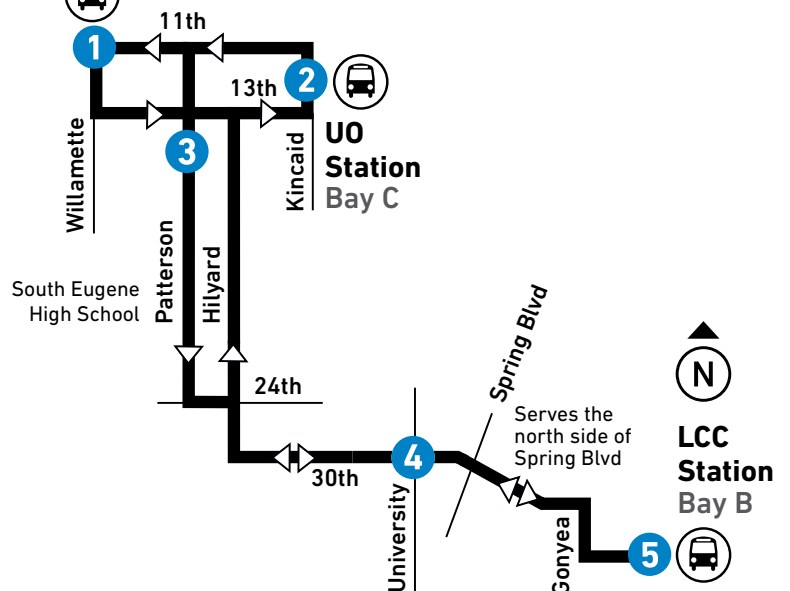 11th
1
2
13th
UO
Station
Bay C
Kincaid
Willamette
3
Patterson
Hilyard
South Eugene
High School
24th
Spring Blvd
N
Serves the
north side of
Spring Blvd
LCC
Station
Bay B
4
30th
University
Gonyea
5